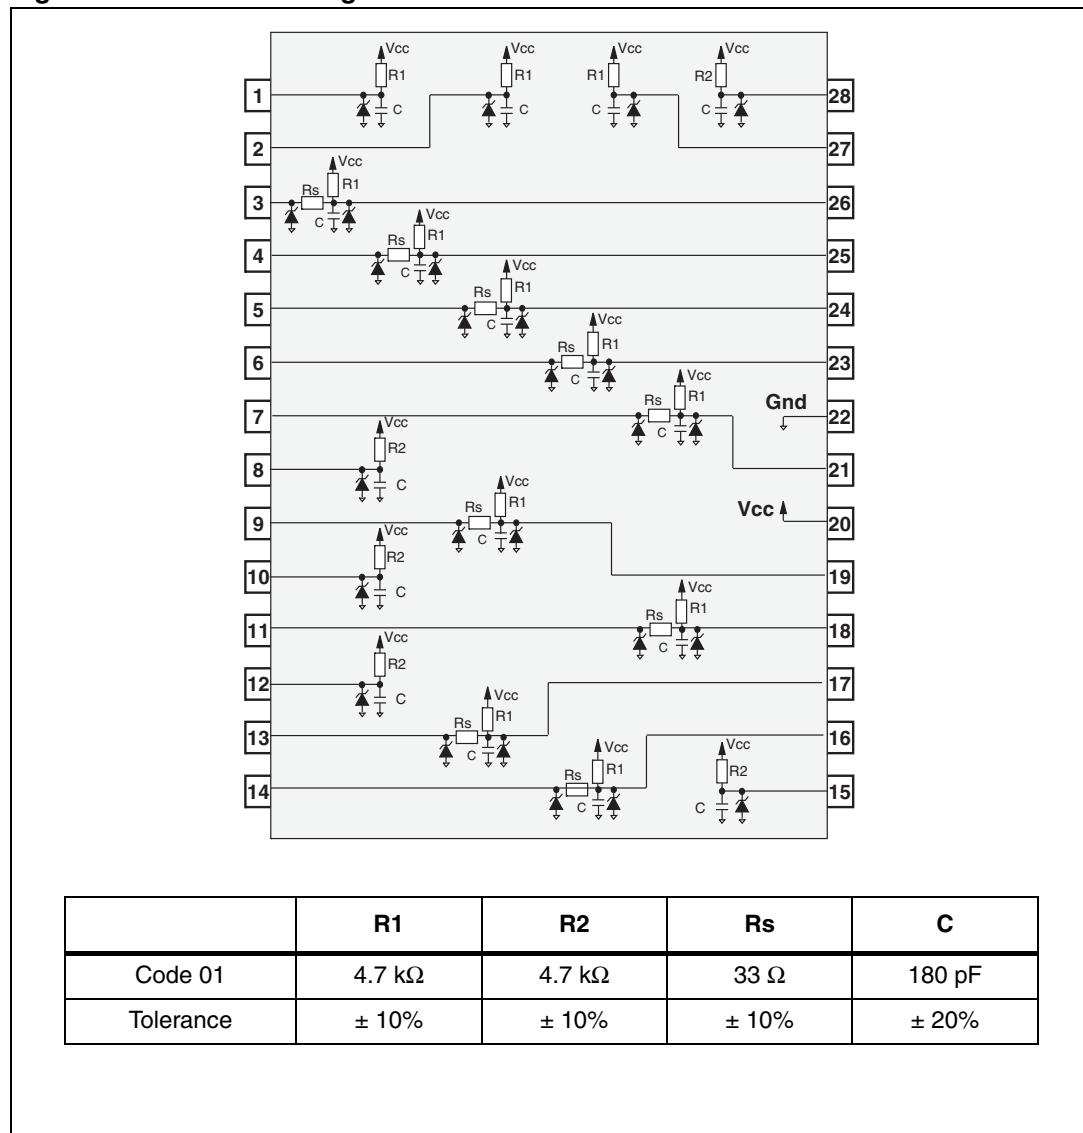 Vcc Vcc Vcc Vcc
R1 R1 R1 R2
1 C C C C 28
2 27
Vcc
Rs R1
3 26
C Vcc
Rs R1
4 25
C Vcc
Rs R1
5 24
C Vcc
Rs R1
6 23
C Vcc
Rs R1 Gnd
7 22
Vcc C
R2
8 21
C Vcc
Rs R1 Vcc
9 20
Vcc C
R2
10 19
C Vcc
Rs R1
11 18
Vcc C
R2
12 17
C Vcc
Rs R1
13 16
C Vcc Vcc
Rs R1 R2
14 15
C C
R1 R2 Rs C
Code 01 4.7 kΩ 4.7 kΩ 33 Ω 180 pF
Tolerance ± 10% ± 10% ± 10% ± 20%